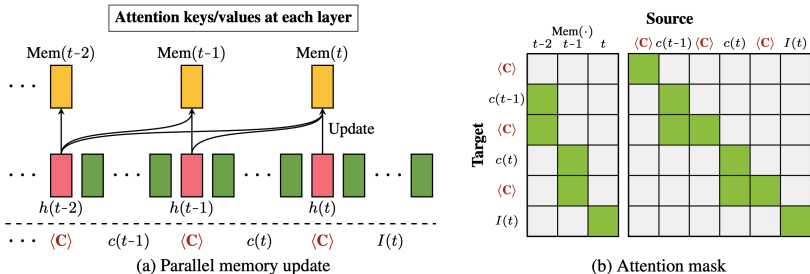 Attention keys/values at each layer
Mem(t-2) Mem(t-1) Mem(t)
Update
h(t-2) h(t-1) h(t)
··· ⟨C⟩ c(t-1) ⟨C⟩ c(t) ⟨C⟩ I(t)
(a) Parallel memory update
Source
Mem(·)
t-2 t-1 t ⟨C⟩ c(t-1) ⟨C⟩ c(t) ⟨C⟩ I(t)
Target
⟨C⟩
c(t-1)
⟨C⟩
c(t)
⟨C⟩
I(t)
(b) Attention mask